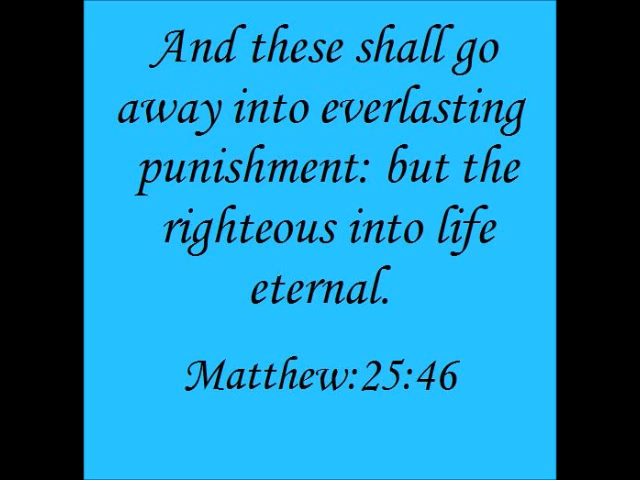 And these shall go
away into everlasting
punishment: but the
righteous into life
eternal.
Matthew:25:46